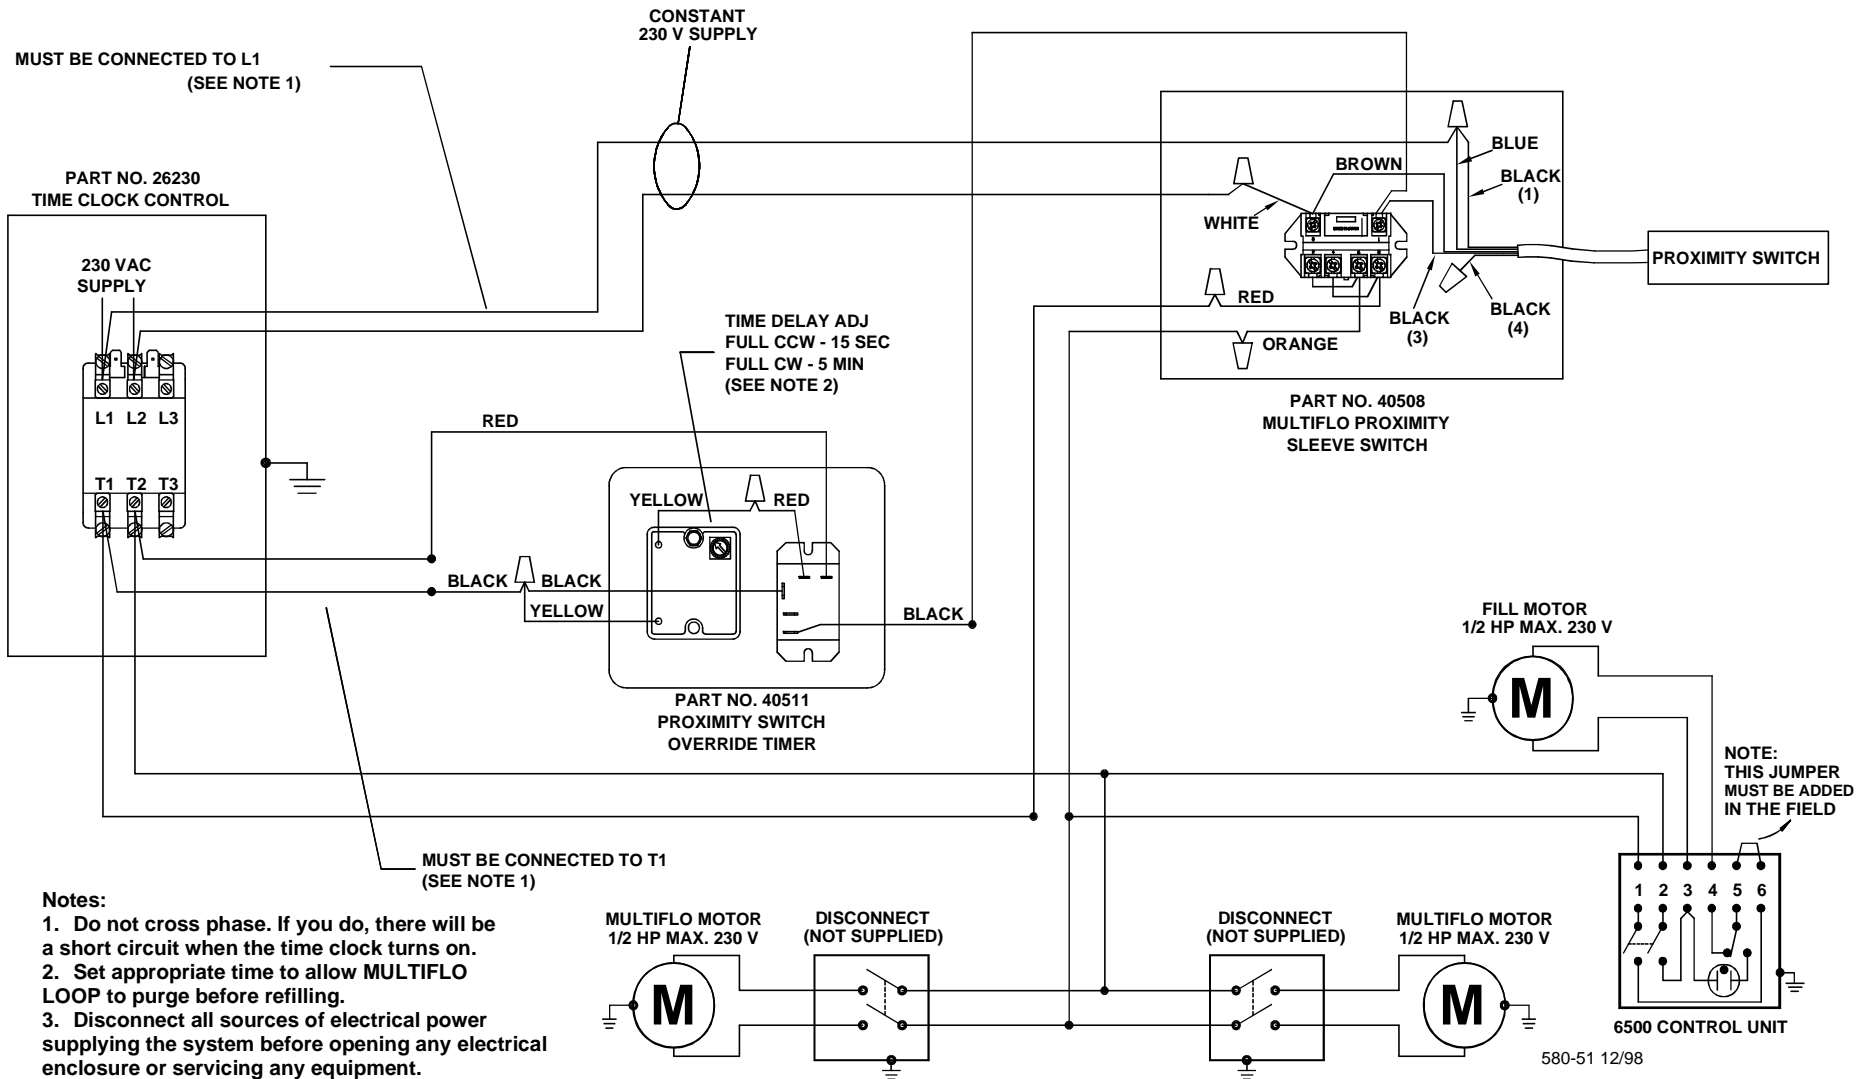 CONSTANT
230 V SUPPLY
MUST BE CONNECTED TO L1
(SEE NOTE 1)
PART NO. 26230
TIME CLOCK CONTROL
230 VAC
SUPPLY
L1 L2 L3
T1 T2 T3
BLUE
BROWN
BLACK
(1)
WHITE
PROXIMITY SWITCH
RED
BLACK
(3)
BLACK
(4)
ORANGE
PART NO. 40508
MULTIFLO PROXIMITY
SLEEVE SWITCH
TIME DELAY ADJ
FULL CCW - 15 SEC
FULL CW - 5 MIN
(SEE NOTE 2)
RED
YELLOW
RED
BLACK
BLACK
YELLOW
BLACK
PART NO. 40511
PROXIMITY SWITCH
OVERRIDE TIMER
FILL MOTOR
1/2 HP MAX. 230 V
M
NOTE:
THIS JUMPER
MUST BE ADDED
IN THE FIELD
MUST BE CONNECTED TO T1
(SEE NOTE 1)
1 2 3 4 5 6
6500 CONTROL UNIT
Notes:
1. Do not cross phase. If you do, there will be
a short circuit when the time clock turns on.
2. Set appropriate time to allow MULTIFLO
LOOP to purge before refilling.
3. Disconnect all sources of electrical power
supplying the system before opening any electrical
enclosure or servicing any equipment.
MULTIFLO MOTOR
1/2 HP MAX. 230 V
M
DISCONNECT
(NOT SUPPLIED)
DISCONNECT
(NOT SUPPLIED)
MULTIFLO MOTOR
1/2 HP MAX. 230 V
M
580-51 12/98